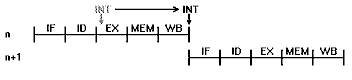 INT INT
n IF ID EX MEM WB
n+1 IF ID EX MEM WB